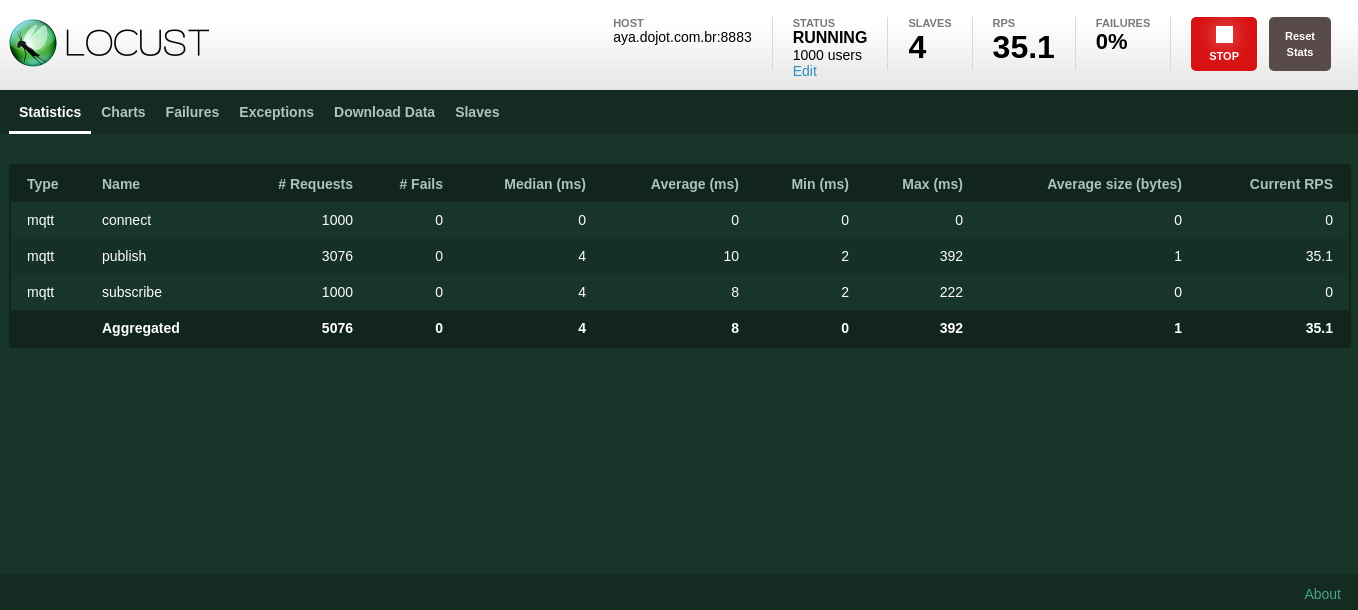 LOCUST
HOST
aya.dojot.com.br:8883
STATUS
RUNNING
1000 users
Edit
SLAVES
4
RPS
35.1
FAILURES
0%
STOP
Reset
Stats
Statistics Charts Failures Exceptions Download Data Slaves
Type Name # Requests # Fails Median (ms) Average (ms) Min (ms) Max (ms) Average size (bytes) Current RPS
mqtt connect 1000 0 0 0 0 0 0 0
mqtt publish 3076 0 4 10 2 392 1 35.1
mqtt subscribe 1000 0 4 8 2 222 0 0
Aggregated 5076 0 4 8 0 392 1 35.1
About